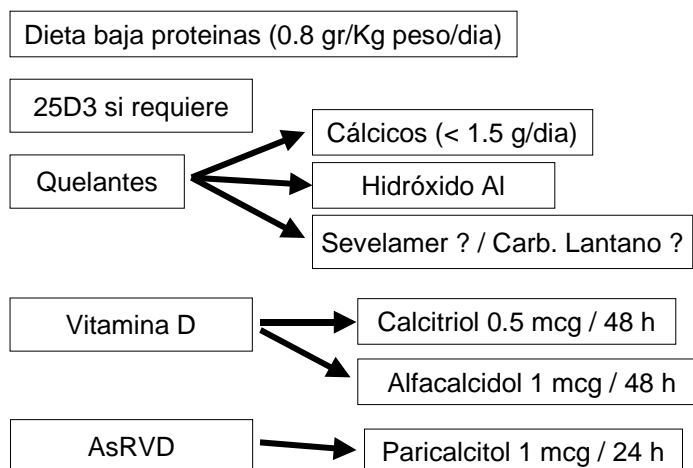 Dieta baja proteinas (0.8 gr/Kg peso/dia)
25D3 si requiere
Quelantes
Cálcicos (< 1.5 g/dia)
Hidróxido Al
Sevelamer ? / Carb. Lantano ?
Vitamina D
Calcitriol 0.5 mcg / 48 h
Alfacalcidol 1 mcg / 48 h
AsRVD
Paricalcitol 1 mcg / 24 h